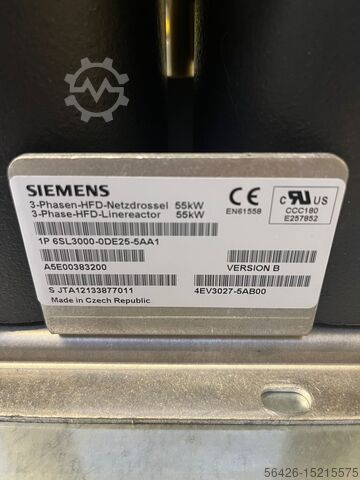 SIEMENS
3-Phasen-HFD-Netzdrossel 55kW
3-Phase-HFD-Linereactor 55kW
EN61558
c UR US
CCC180
E257852
1P 6SL3000-0DE25-5AA1
A5E00383200
VERSION B
S JTA12133877011
4EV3027-5AB00
Made in Czech Republic
56426-15215575